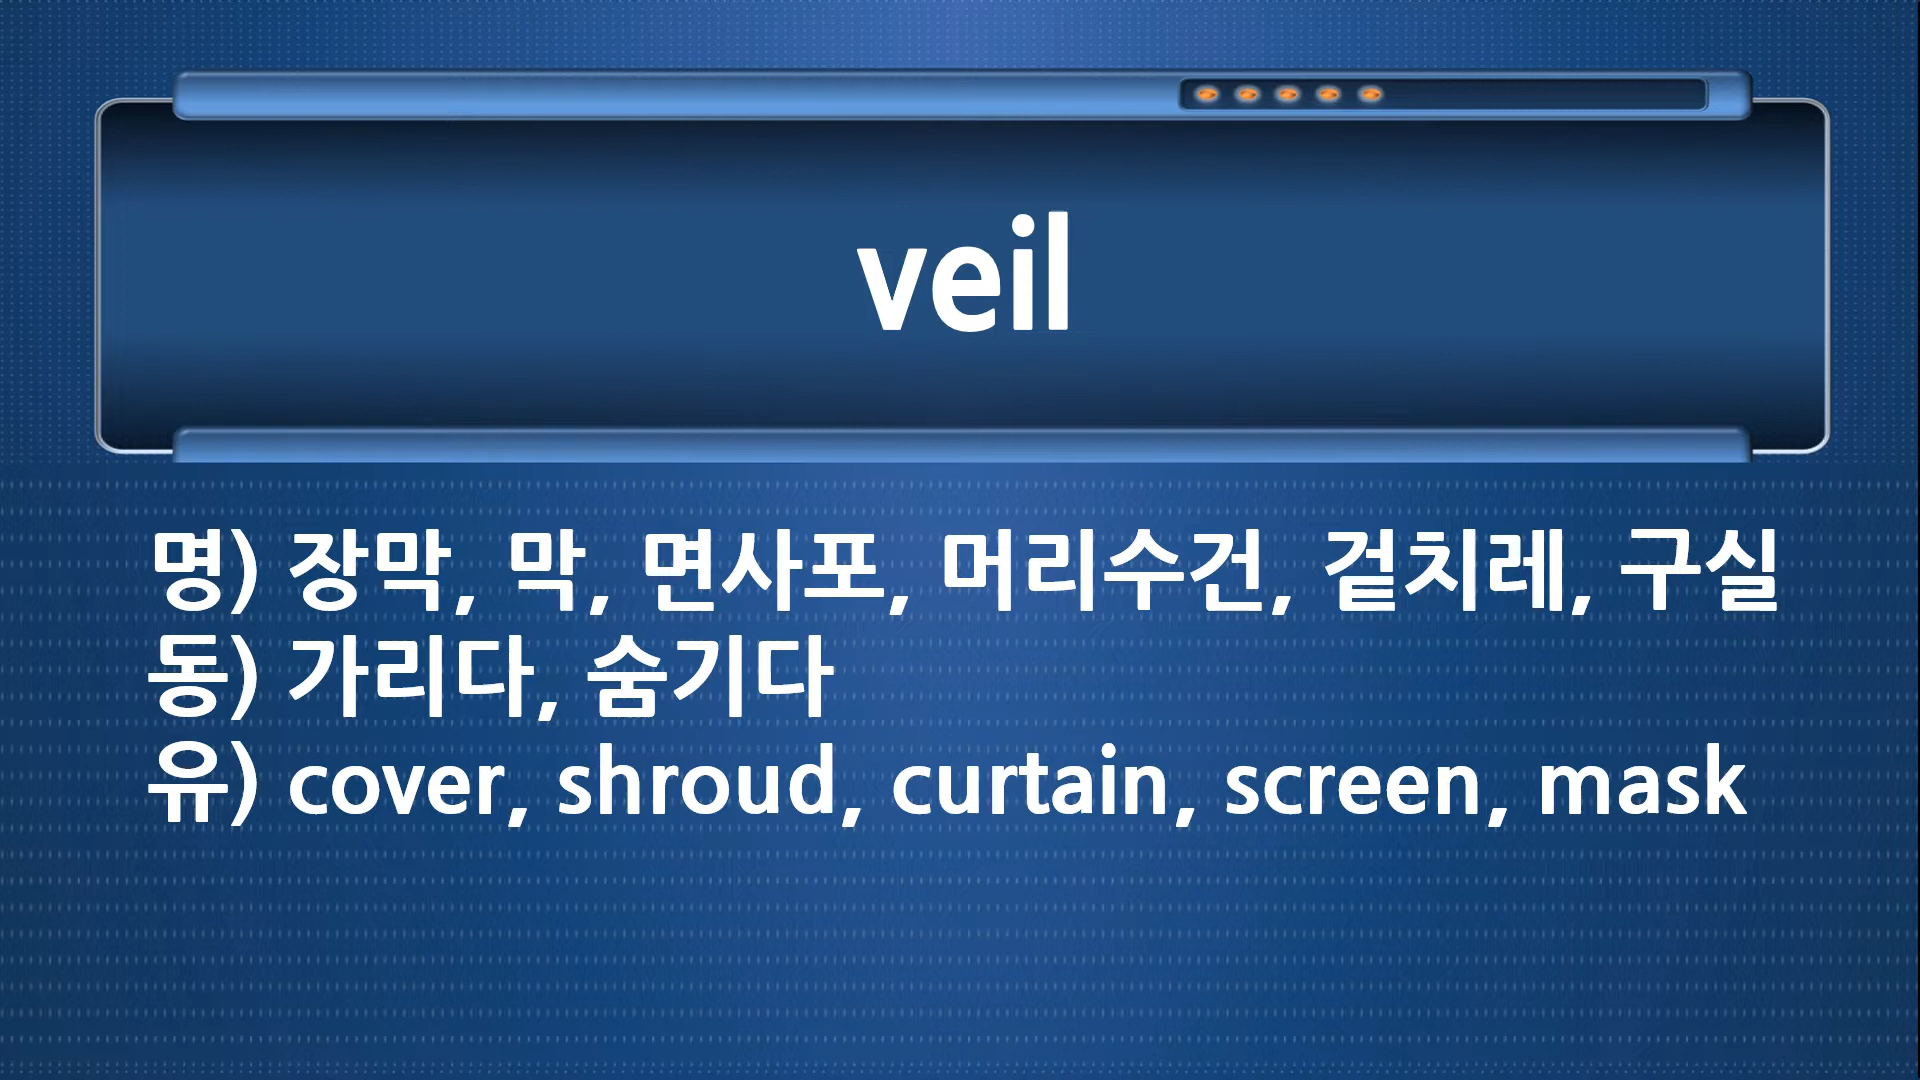 veil
명) 장막, 막, 면사포, 머리수건, 겉치레, 구실
동) 가리다, 숨기다
유) cover, shroud, curtain, screen, mask